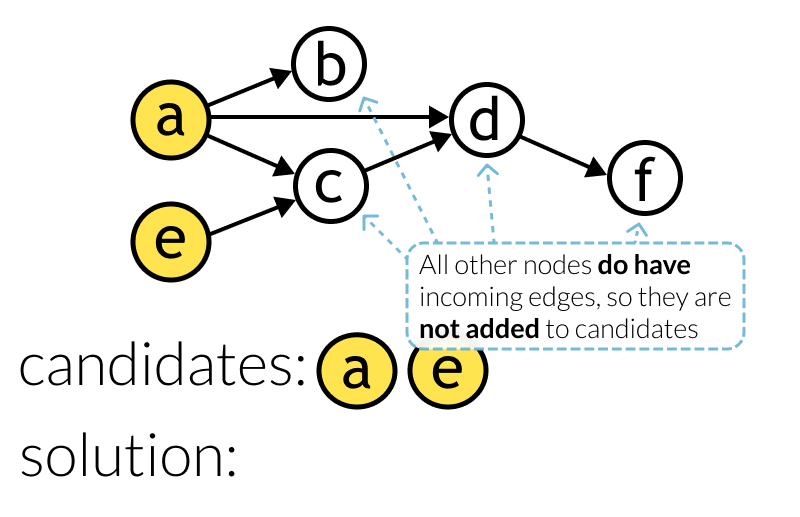 b
a
d
c
f
e
All other nodes do have
incoming edges, so they are
not added to candidates
candidates: a e
solution: